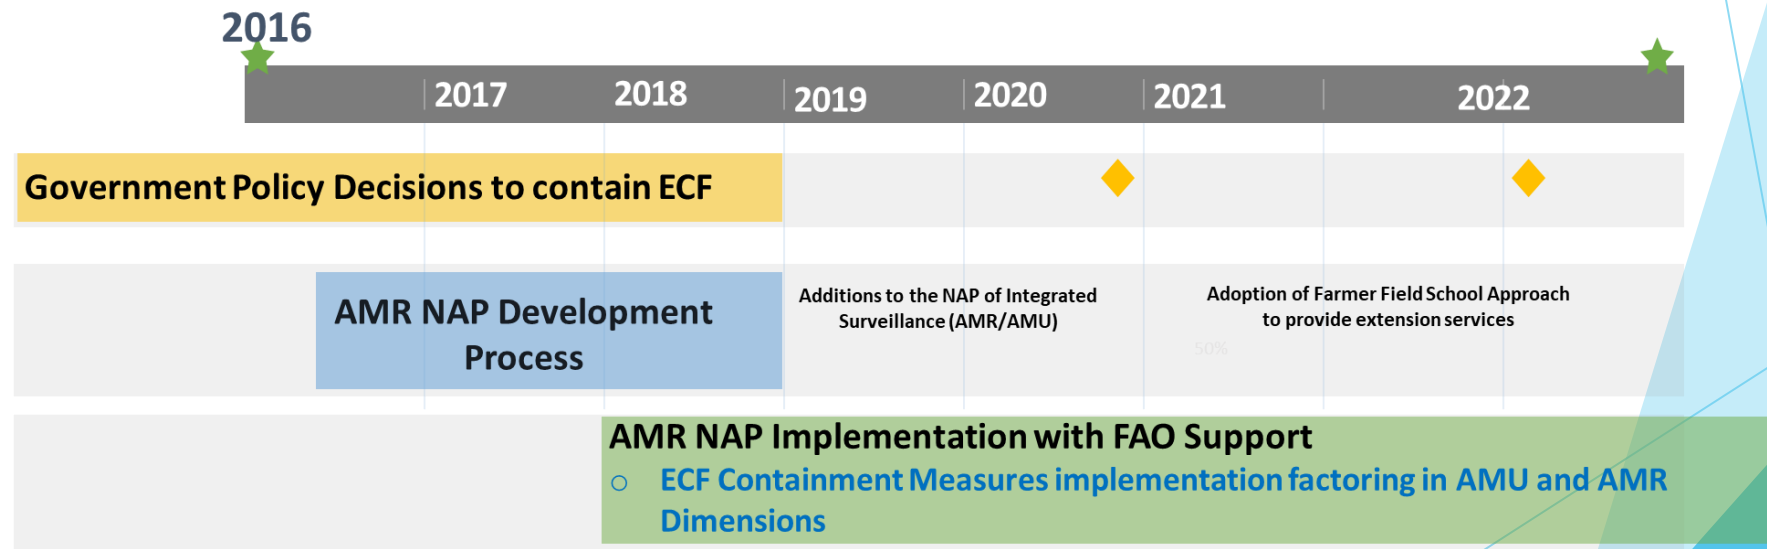 2016
2017 2018 2019 2020 2021 2022
Government Policy Decisions to contain ECF
AMR NAP Development
Process
Additions to the NAP of Integrated
Surveillance (AMR/AMU)
Adoption of Farmer Field School Approach
to provide extension services
50%
AMR NAP Implementation with FAO Support
o ECF Containment Measures implementation factoring in AMU and AMR
Dimensions